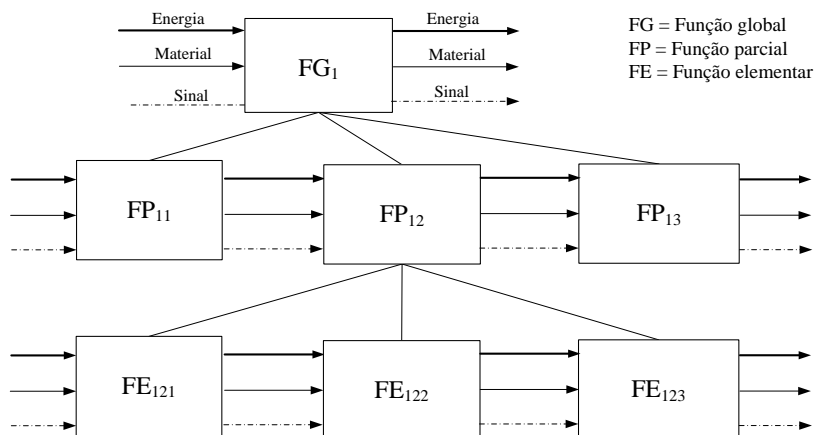 Energia
Energia
Material
Material
Sinal
Sinal
FG1
FG = Função global
FP = Função parcial
FE = Função elementar
FP11
FP12
FP13
FE121
FE122
FE123